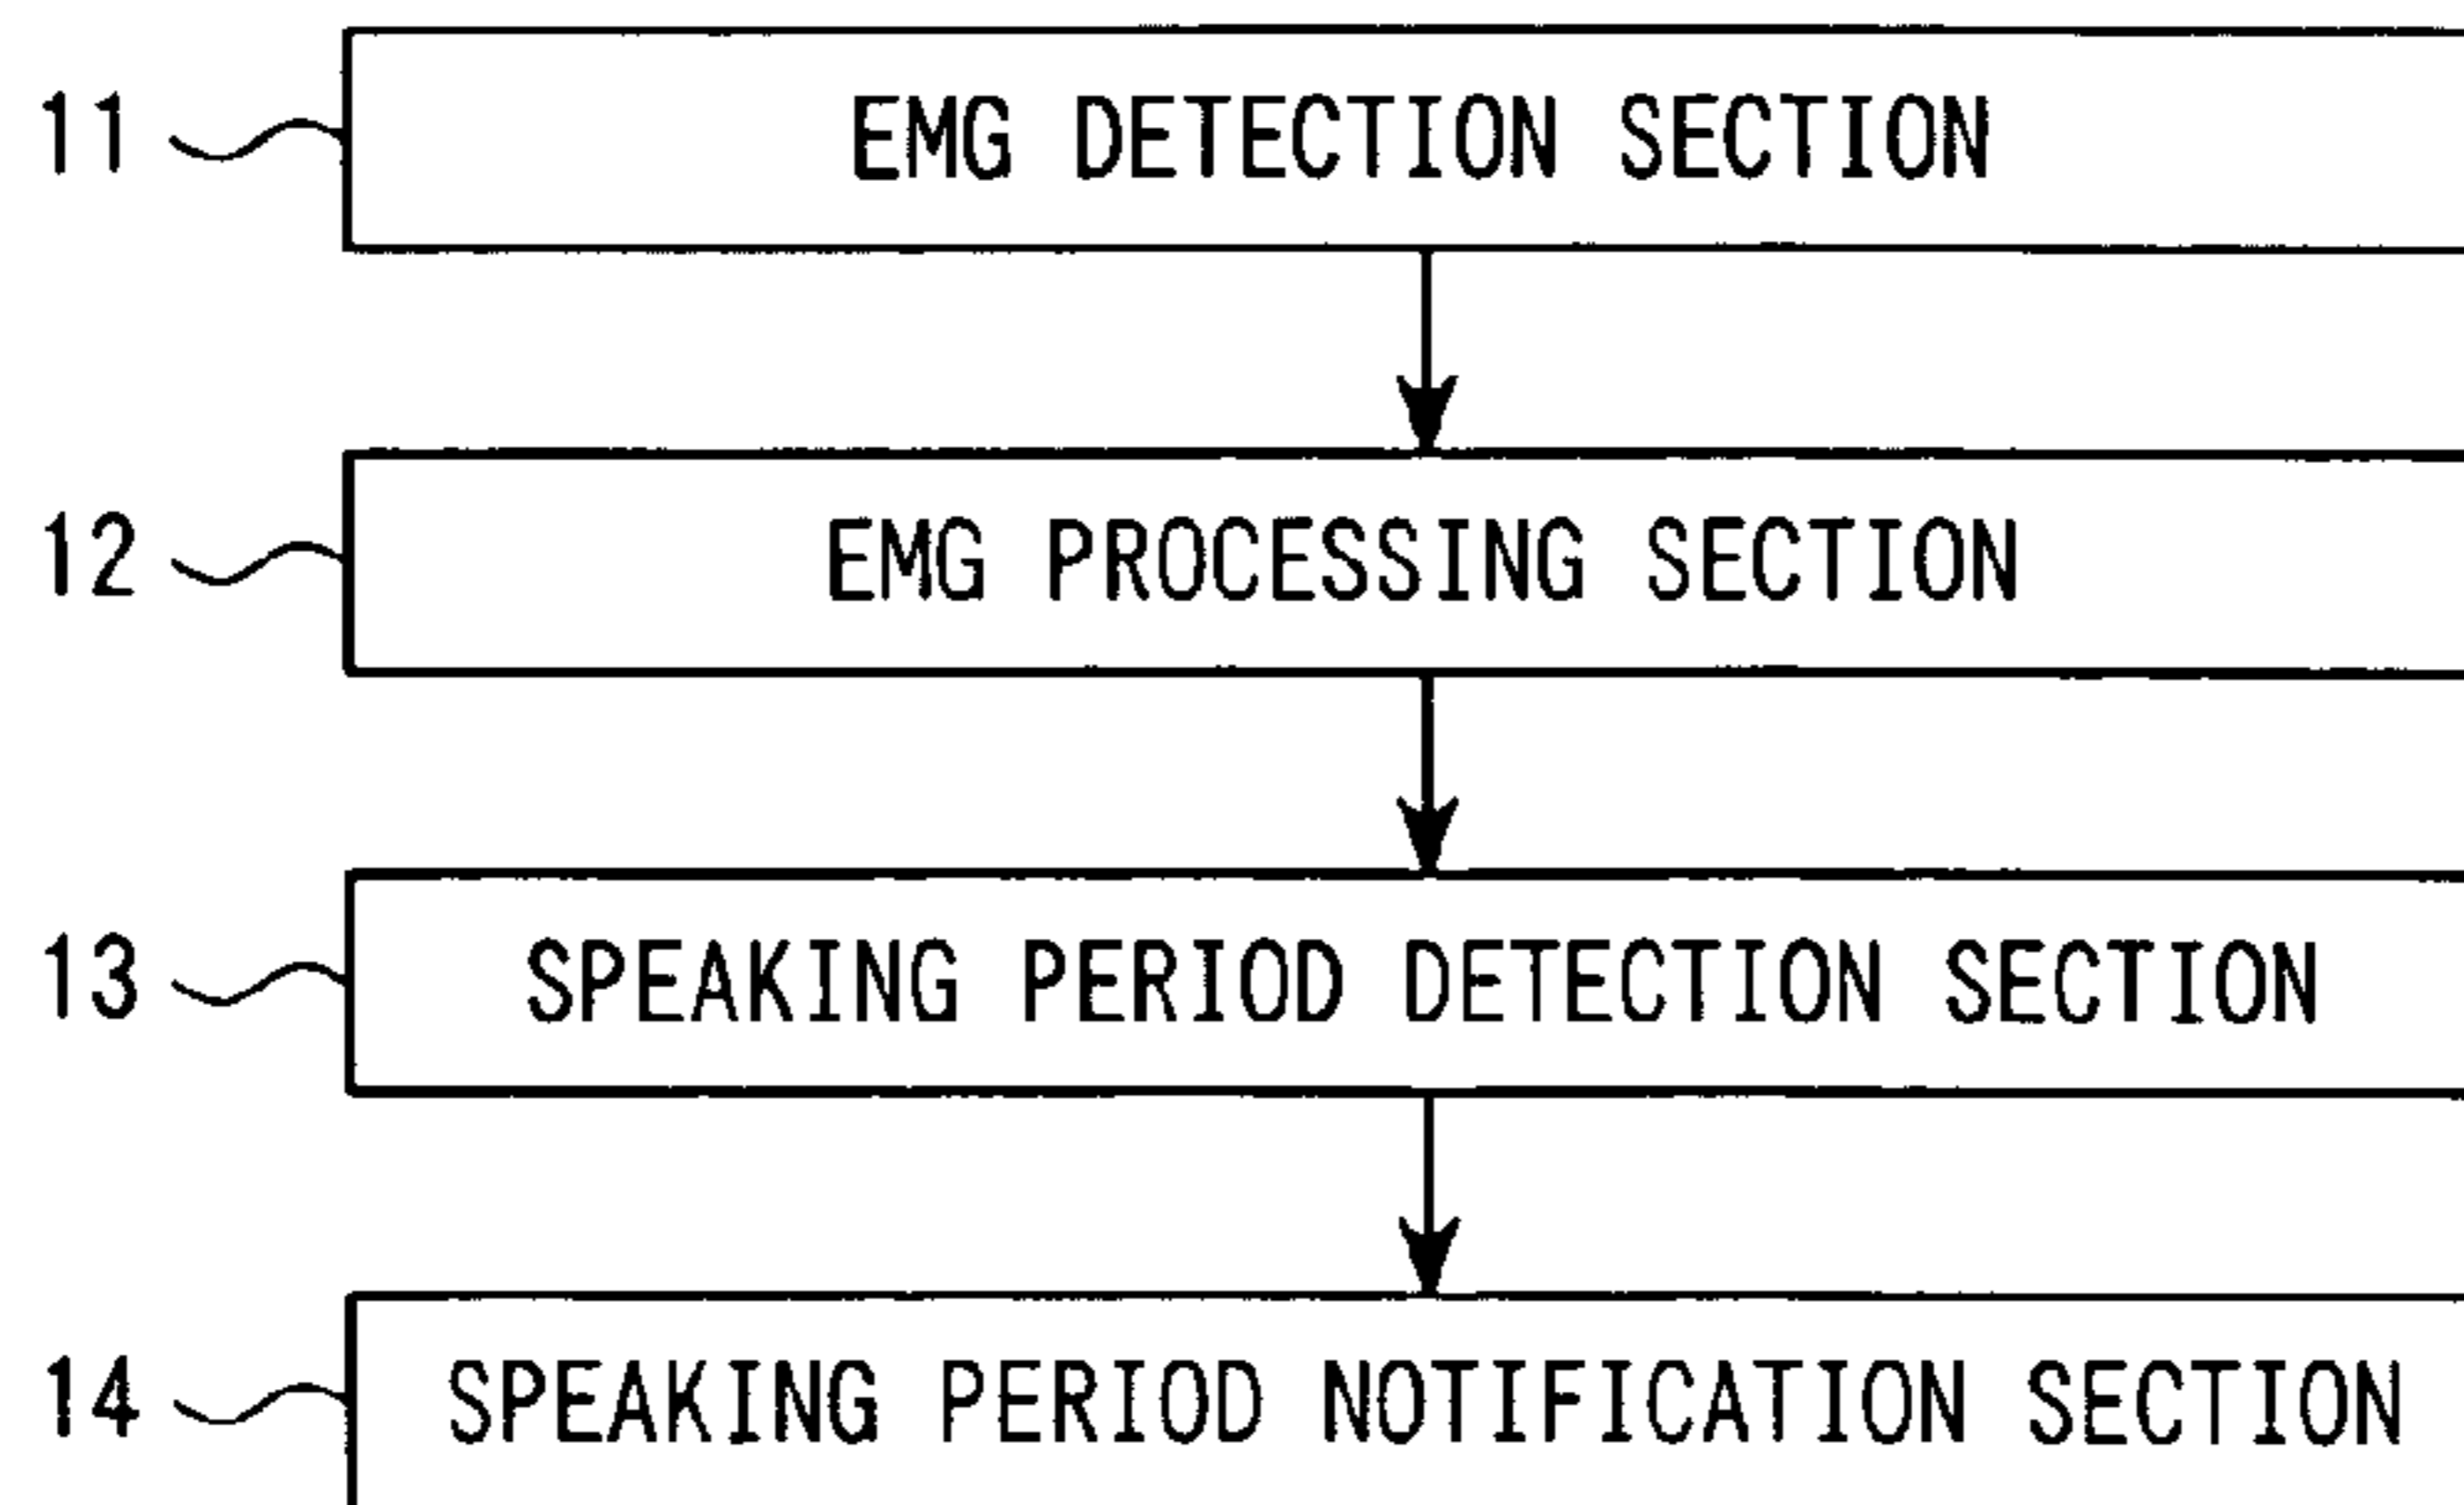 11 EMG DETECTION SECTION
12 EMG PROCESSING SECTION
13 SPEAKING PERIOD DETECTION SECTION
14 SPEAKING PERIOD NOTIFICATION SECTION